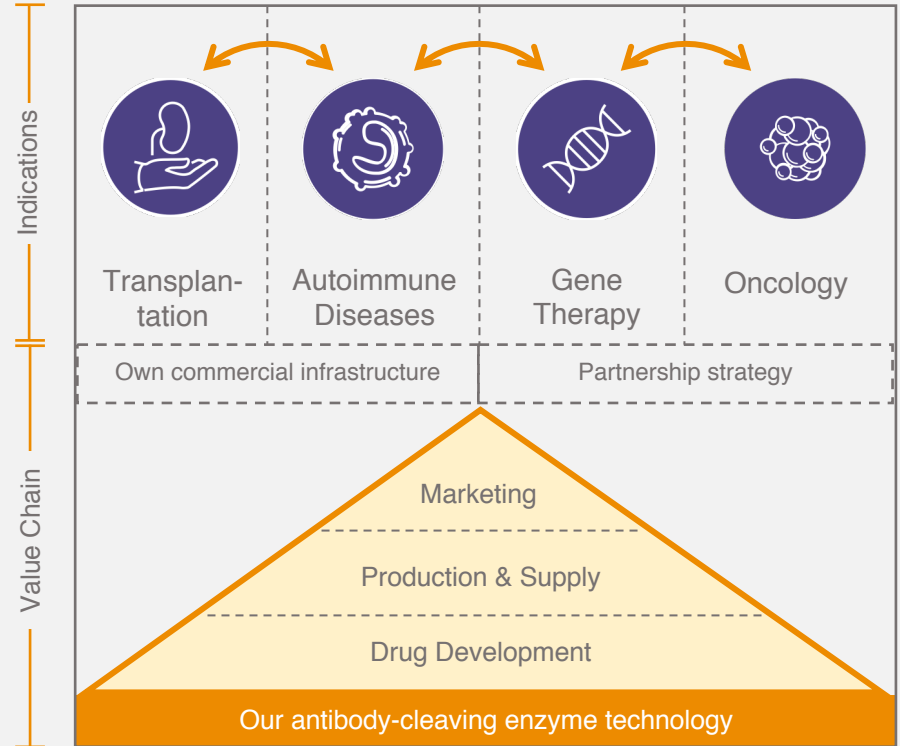 Indications
Transplan-
tation
Autoimmune
Diseases
Gene
Therapy
Oncology
Own commercial infrastructure
Partnership strategy
Value Chain
Marketing
Production & Supply
Drug Development
Our antibody-cleaving enzyme technology